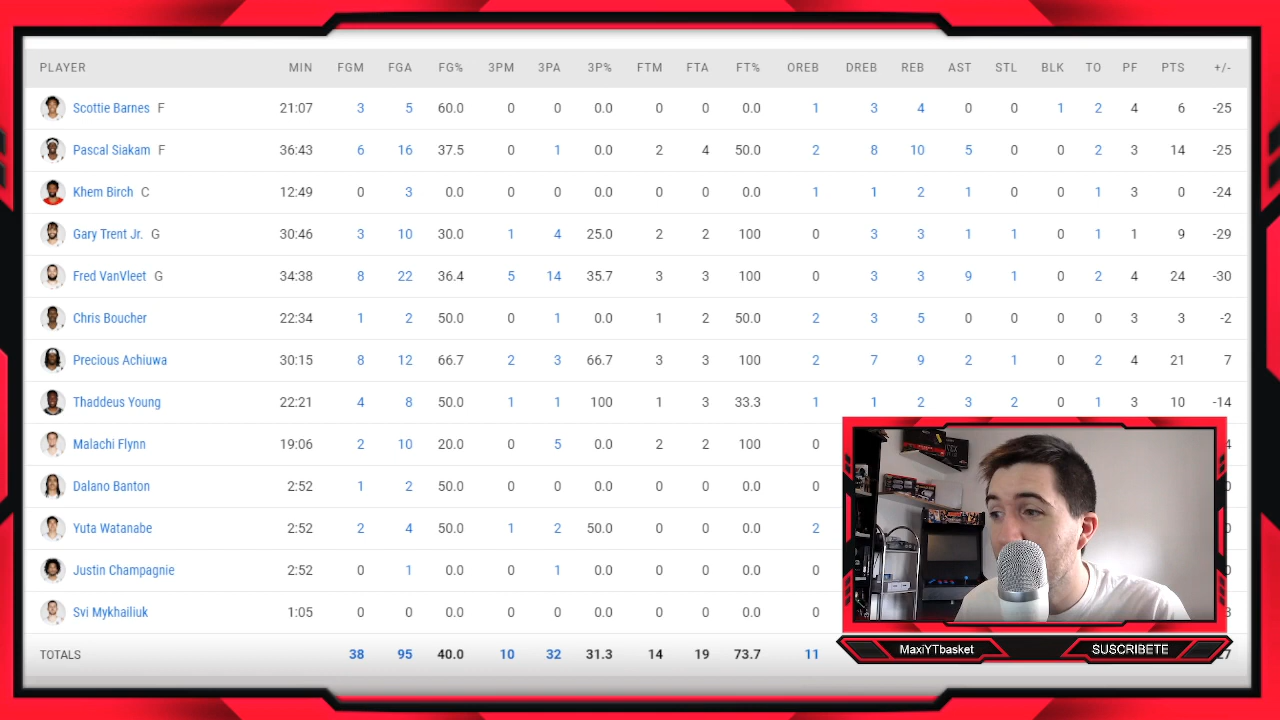 PLAYER MIN FGM FGA FG% 3PM 3PA 3P% FTM FTA FT% OREB DREB REB AST STL BLK TO PF PTS +/-
Scottie Barnes F 21:07 3 5 60.0 0 0 0.0 0 0 0.0 1 3 4 0 0 1 2 4 6 -25
Pascal Siakam F 36:43 6 16 37.5 0 1 0.0 2 4 50.0 2 8 10 5 0 0 2 3 14 -25
Khem Birch C 12:49 0 3 0.0 0 0 0.0 0 0 0.0 1 1 2 1 0 0 1 3 0 -24
Gary Trent Jr. G 30:46 3 10 30.0 1 4 25.0 2 2 100 0 3 3 1 1 0 1 1 9 -29
Fred VanVleet G 34:38 8 22 36.4 5 14 35.7 3 3 100 0 3 3 9 1 0 2 4 24 -30
Chris Boucher 22:34 1 2 50.0 0 1 0.0 1 2 50.0 2 3 5 0 0 0 0 3 3 -2
Precious Achiuwa 30:15 8 12 66.7 2 3 66.7 3 3 100 2 7 9 2 1 0 2 4 21 7
Thaddeus Young 22:21 4 8 50.0 1 1 100 1 3 33.3 1 1 2 3 2 0 1 3 10 -14
Malachi Flynn 19:06 2 10 20.0 0 5 0.0 2 2 100 0
Dalano Banton 2:52 1 2 50.0 0 0 0.0 0 0 0.0 0
Yuta Watanabe 2:52 2 4 50.0 1 2 50.0 0 0 0.0 2
Justin Champagnie 2:52 0 1 0.0 0 1 0.0 0 0 0.0 0
Svi Mykhailiuk 1:05 0 0 0.0 0 0 0.0 0 0 0.0 0
TOTALS 38 95 40.0 10 32 31.3 14 19 73.7 11
MaxiYTbasket SUSCRIBETE